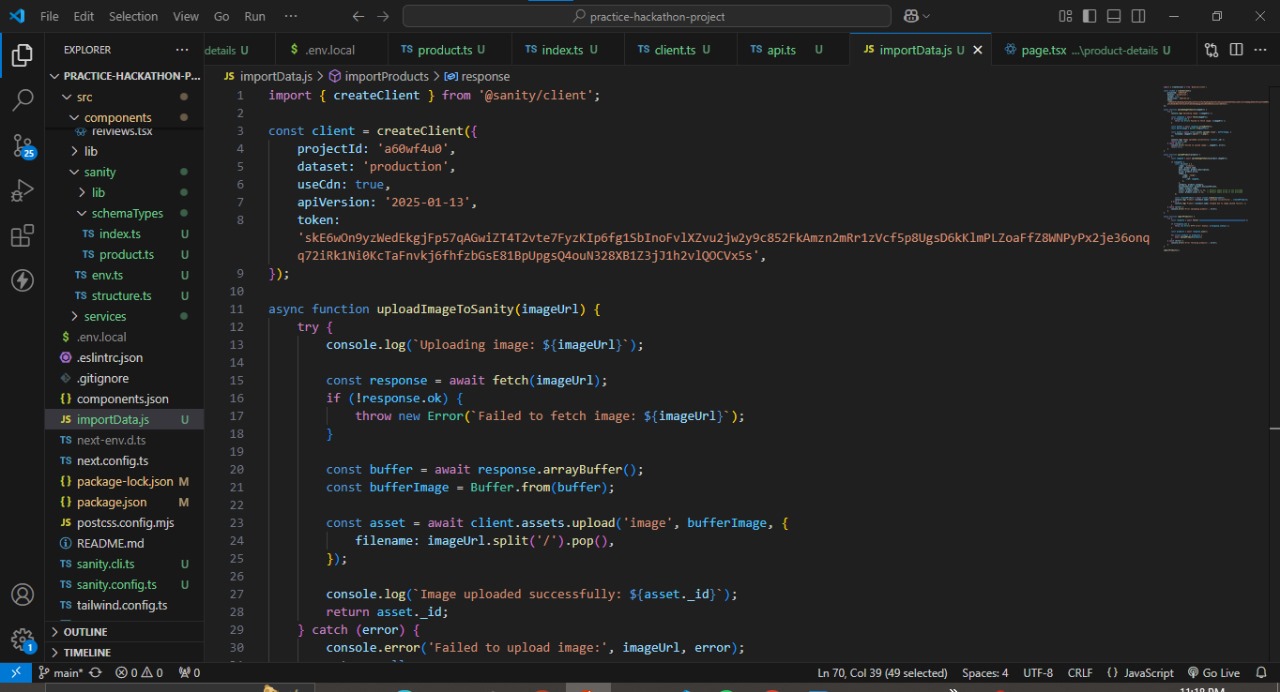 File Edit Selection View Go Run ··· practice-hackathon-project
EXPLORER ···
details U
$ .env.local
TS product.ts U
TS index.ts U
TS client.ts U
TS api.ts U
JS importData.js U
page.tsx ...\product-details U
PRACTICE-HACKATHON-P...
src
components
reiviews.tsx
lib
sanity
lib
schemaTypes
TS index.ts U
TS product.ts U
TS env.ts U
TS structure.ts U
services
$ .env.local
.eslintrc.json
.gitignore
{} components.json
JS importData.js U
TS next-env.d.ts
TS next.config.ts
{} package-lock.json M
{} package.json M
JS postcss.config.mjs
README.md
TS sanity.cli.ts U
TS sanity.config.ts U
TS tailwind.config.ts
OUTLINE
TIMELINE
25
1
JS importData.js > importProducts > response
1 import { createClient } from '@sanity/client';
2
3 const client = createClient({
4 projectId: 'a60wf4u0',
5 dataset: 'production',
6 useCdn: true,
7 apiVersion: '2025-01-13',
8 token:
9 });
10
11 async function uploadImageToSanity(imageUrl) {
12 try {
13 console.log(`Uploading image: ${imageUrl}`);
14
15 const response = await fetch(imageUrl);
16 if (!response.ok) {
17 throw new Error(`Failed to fetch image: ${imageUrl}`);
18 }
19
20 const buffer = await response.arrayBuffer();
21 const bufferImage = Buffer.from(buffer);
22
23 const asset = await client.assets.upload('image', bufferImage, {
24 filename: imageUrl.split('/').pop(),
25 });
26
27 console.log(`Image uploaded successfully: ${asset._id}`);
28 return asset._id;
29 } catch (error) {
30 console.error('Failed to upload image:', imageUrl, error);
main* 0 0 0 Ln 70, Col 39 (49 selected) Spaces: 4 UTF-8 CRLF {} JavaScript Go Live
11:18 PM